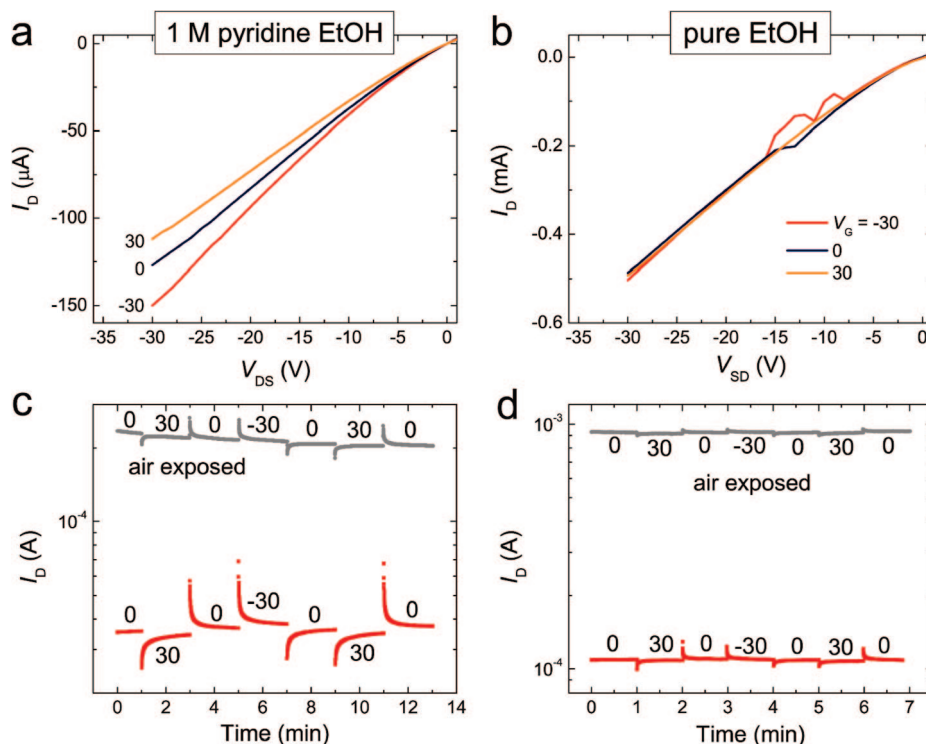 a
1 M pyridine EtOH
0
-50
-100
-150
I_D (μA)
30
0
-30
-35 -30 -25 -20 -15 -10 -5 0
V_DS (V)
b
pure EtOH
0.0
-0.2
-0.4
-0.6
I_D (mA)
V_G = -30
0
30
-35 -30 -25 -20 -15 -10 -5 0
V_SD (V)
c
0 30 0 -30 0 30 0
air exposed
10⁻⁴
I_D (A)
0 30 0 -30 0 30 0
0 2 4 6 8 10 12 14
Time (min)
d
10⁻³
0 30 0 -30 0 30 0
air exposed
I_D (A)
0 30 0 -30 0 30 0
10⁻⁴
0 1 2 3 4 5 6 7
Time (min)